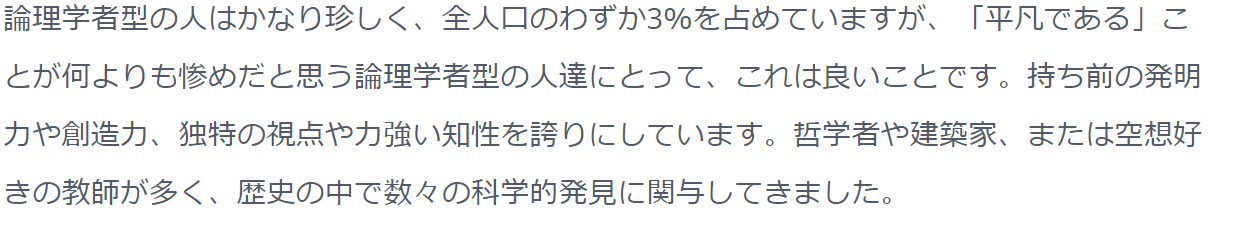 論理学者型の人はかなり珍しく、全人口のわずか3%を占めていますが、「平凡である」こ
とが何よりも惨めだと思う論理学者型の人達にとって、これは良いことです。持ち前の発明
力や創造力、独特の視点や力強い知性を誇りにしています。哲学者や建築家、または空想好
きの教師が多く、歴史の中で数々の科学的発見に関与してきました。